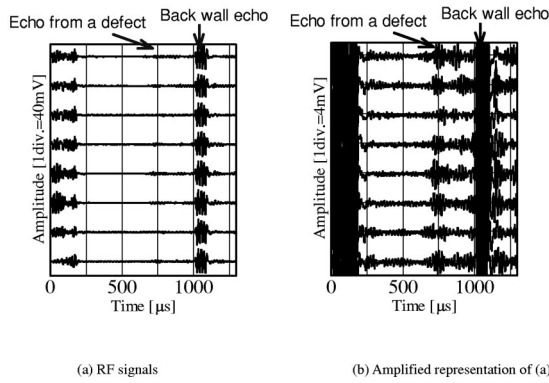 Echo from a defect
Back wall echo
Amplitude [1div.=40mV]
0 500 1000
Time [μs]
(a) RF signals
Echo from a defect
Back wall echo
Amplitude [1div.=4mV]
0 500 1000
Time [μs]
(b) Amplified representation of (a)